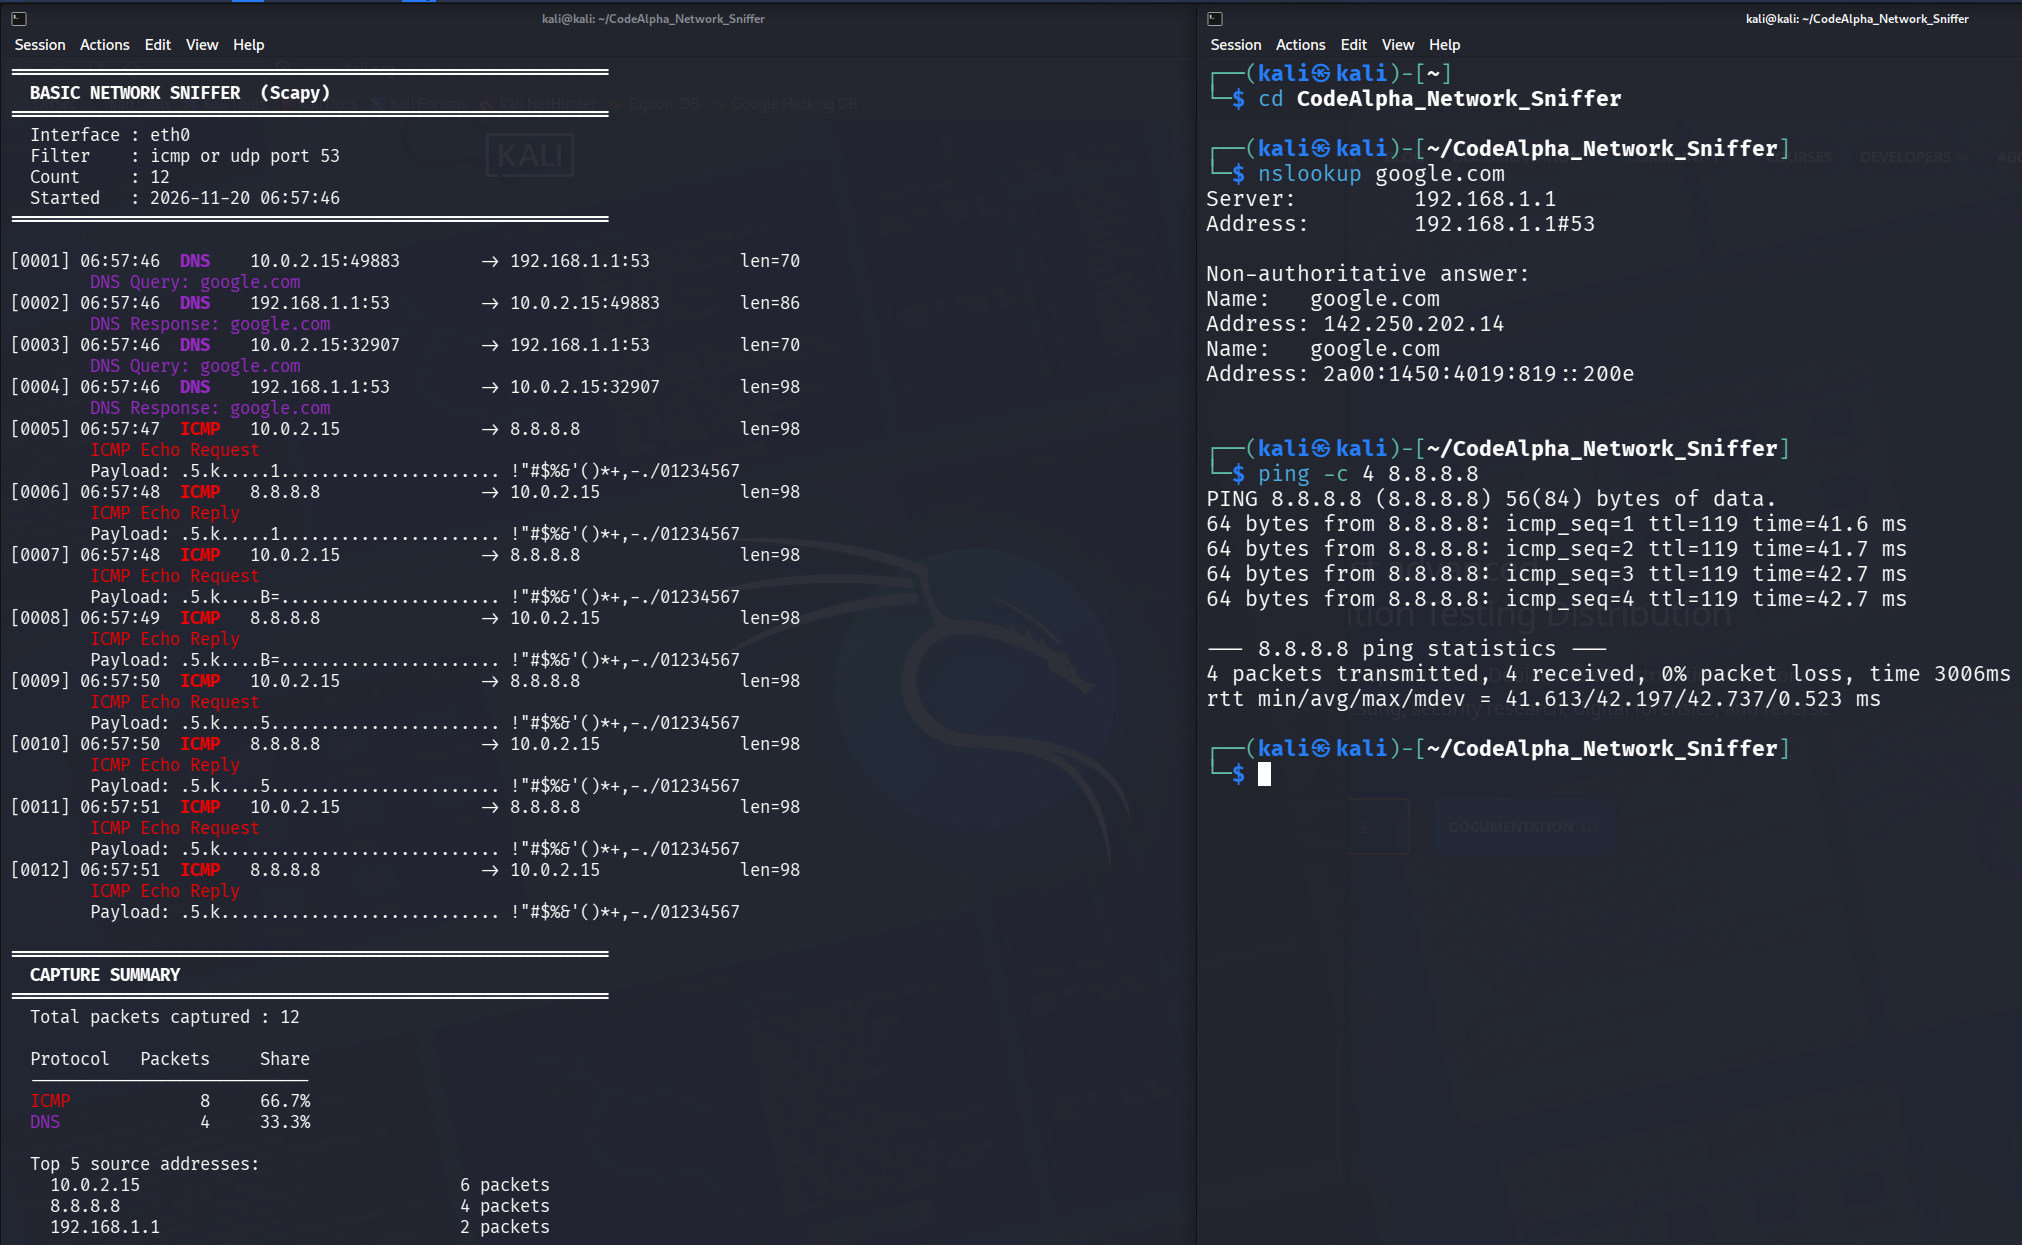 kali@kali: ~/CodeAlpha_Network_Sniffer
Session Actions Edit View Help
BASIC NETWORK SNIFFER (Scapy)
Kali Forums Kali NetHunter Exploit-DB Google Hacking DB
Interface : eth0
Filter : icmp or udp port 53
Count : 12
Started : 2026-11-20 06:57:46
KALI
[0001] 06:57:46 DNS 10.0.2.15:49883 → 192.168.1.1:53 len=70
DNS Query: google.com
[0002] 06:57:46 DNS 192.168.1.1:53 → 10.0.2.15:49883 len=86
DNS Response: google.com
[0003] 06:57:46 DNS 10.0.2.15:32907 → 192.168.1.1:53 len=70
DNS Query: google.com
[0004] 06:57:46 DNS 192.168.1.1:53 → 10.0.2.15:32907 len=98
DNS Response: google.com
[0005] 06:57:47 ICMP 10.0.2.15 → 8.8.8.8 len=98
ICMP Echo Request
Payload: .5.k.....1...................... !"#$%&'()*+,-./01234567
[0006] 06:57:48 ICMP 8.8.8.8 → 10.0.2.15 len=98
ICMP Echo Reply
Payload: .5.k.....1...................... !"#$%&'()*+,-./01234567
[0007] 06:57:48 ICMP 10.0.2.15 → 8.8.8.8 len=98
ICMP Echo Request
Payload: .5.k....B=...................... !"#$%&'()*+,-./01234567
[0008] 06:57:49 ICMP 8.8.8.8 → 10.0.2.15 len=98
ICMP Echo Reply
Payload: .5.k....B=...................... !"#$%&'()*+,-./01234567
[0009] 06:57:50 ICMP 10.0.2.15 → 8.8.8.8 len=98
ICMP Echo Request
Payload: .5.k....5....................... !"#$%&'()*+,-./01234567
[0010] 06:57:50 ICMP 8.8.8.8 → 10.0.2.15 len=98
ICMP Echo Reply
Payload: .5.k....5....................... !"#$%&'()*+,-./01234567
[0011] 06:57:51 ICMP 10.0.2.15 → 8.8.8.8 len=98
ICMP Echo Request
Payload: .5.k............................ !"#$%&'()*+,-./01234567
[0012] 06:57:51 ICMP 8.8.8.8 → 10.0.2.15 len=98
ICMP Echo Reply
Payload: .5.k............................ !"#$%&'()*+,-./01234567
CAPTURE SUMMARY
Total packets captured : 12
Protocol Packets Share
ICMP 8 66.7%
DNS 4 33.3%
Top 5 source addresses:
10.0.2.15 6 packets
8.8.8.8 4 packets
192.168.1.1 2 packets
kali@kali: ~/CodeAlpha_Network_Sniffer
Session Actions Edit View Help
┌──(kali㉿kali)-[~]
└─$ cd CodeAlpha_Network_Sniffer
┌──(kali㉿kali)-[~/CodeAlpha_Network_Sniffer]
DEVELOPERS
└─$ nslookup google.com
Server: 192.168.1.1
Address: 192.168.1.1#53
Non-authoritative answer:
Name: google.com
Address: 142.250.202.14
Name: google.com
Address: 2a00:1450:4019:819::200e
┌──(kali㉿kali)-[~/CodeAlpha_Network_Sniffer]
└─$ ping -c 4 8.8.8.8
PING 8.8.8.8 (8.8.8.8) 56(84) bytes of data.
64 bytes from 8.8.8.8: icmp_seq=1 ttl=119 time=41.6 ms
64 bytes from 8.8.8.8: icmp_seq=2 ttl=119 time=41.7 ms
64 bytes from 8.8.8.8: icmp_seq=3 ttl=119 time=42.7 ms
64 bytes from 8.8.8.8: icmp_seq=4 ttl=119 time=42.7 ms
Testing Distribution
--- 8.8.8.8 ping statistics ---
4 packets transmitted, 4 received, 0% packet loss, time 3006ms
rtt min/avg/max/mdev = 41.613/42.197/42.737/0.523 ms
┌──(kali㉿kali)-[~/CodeAlpha_Network_Sniffer]
└─$
DOCUMENTATION